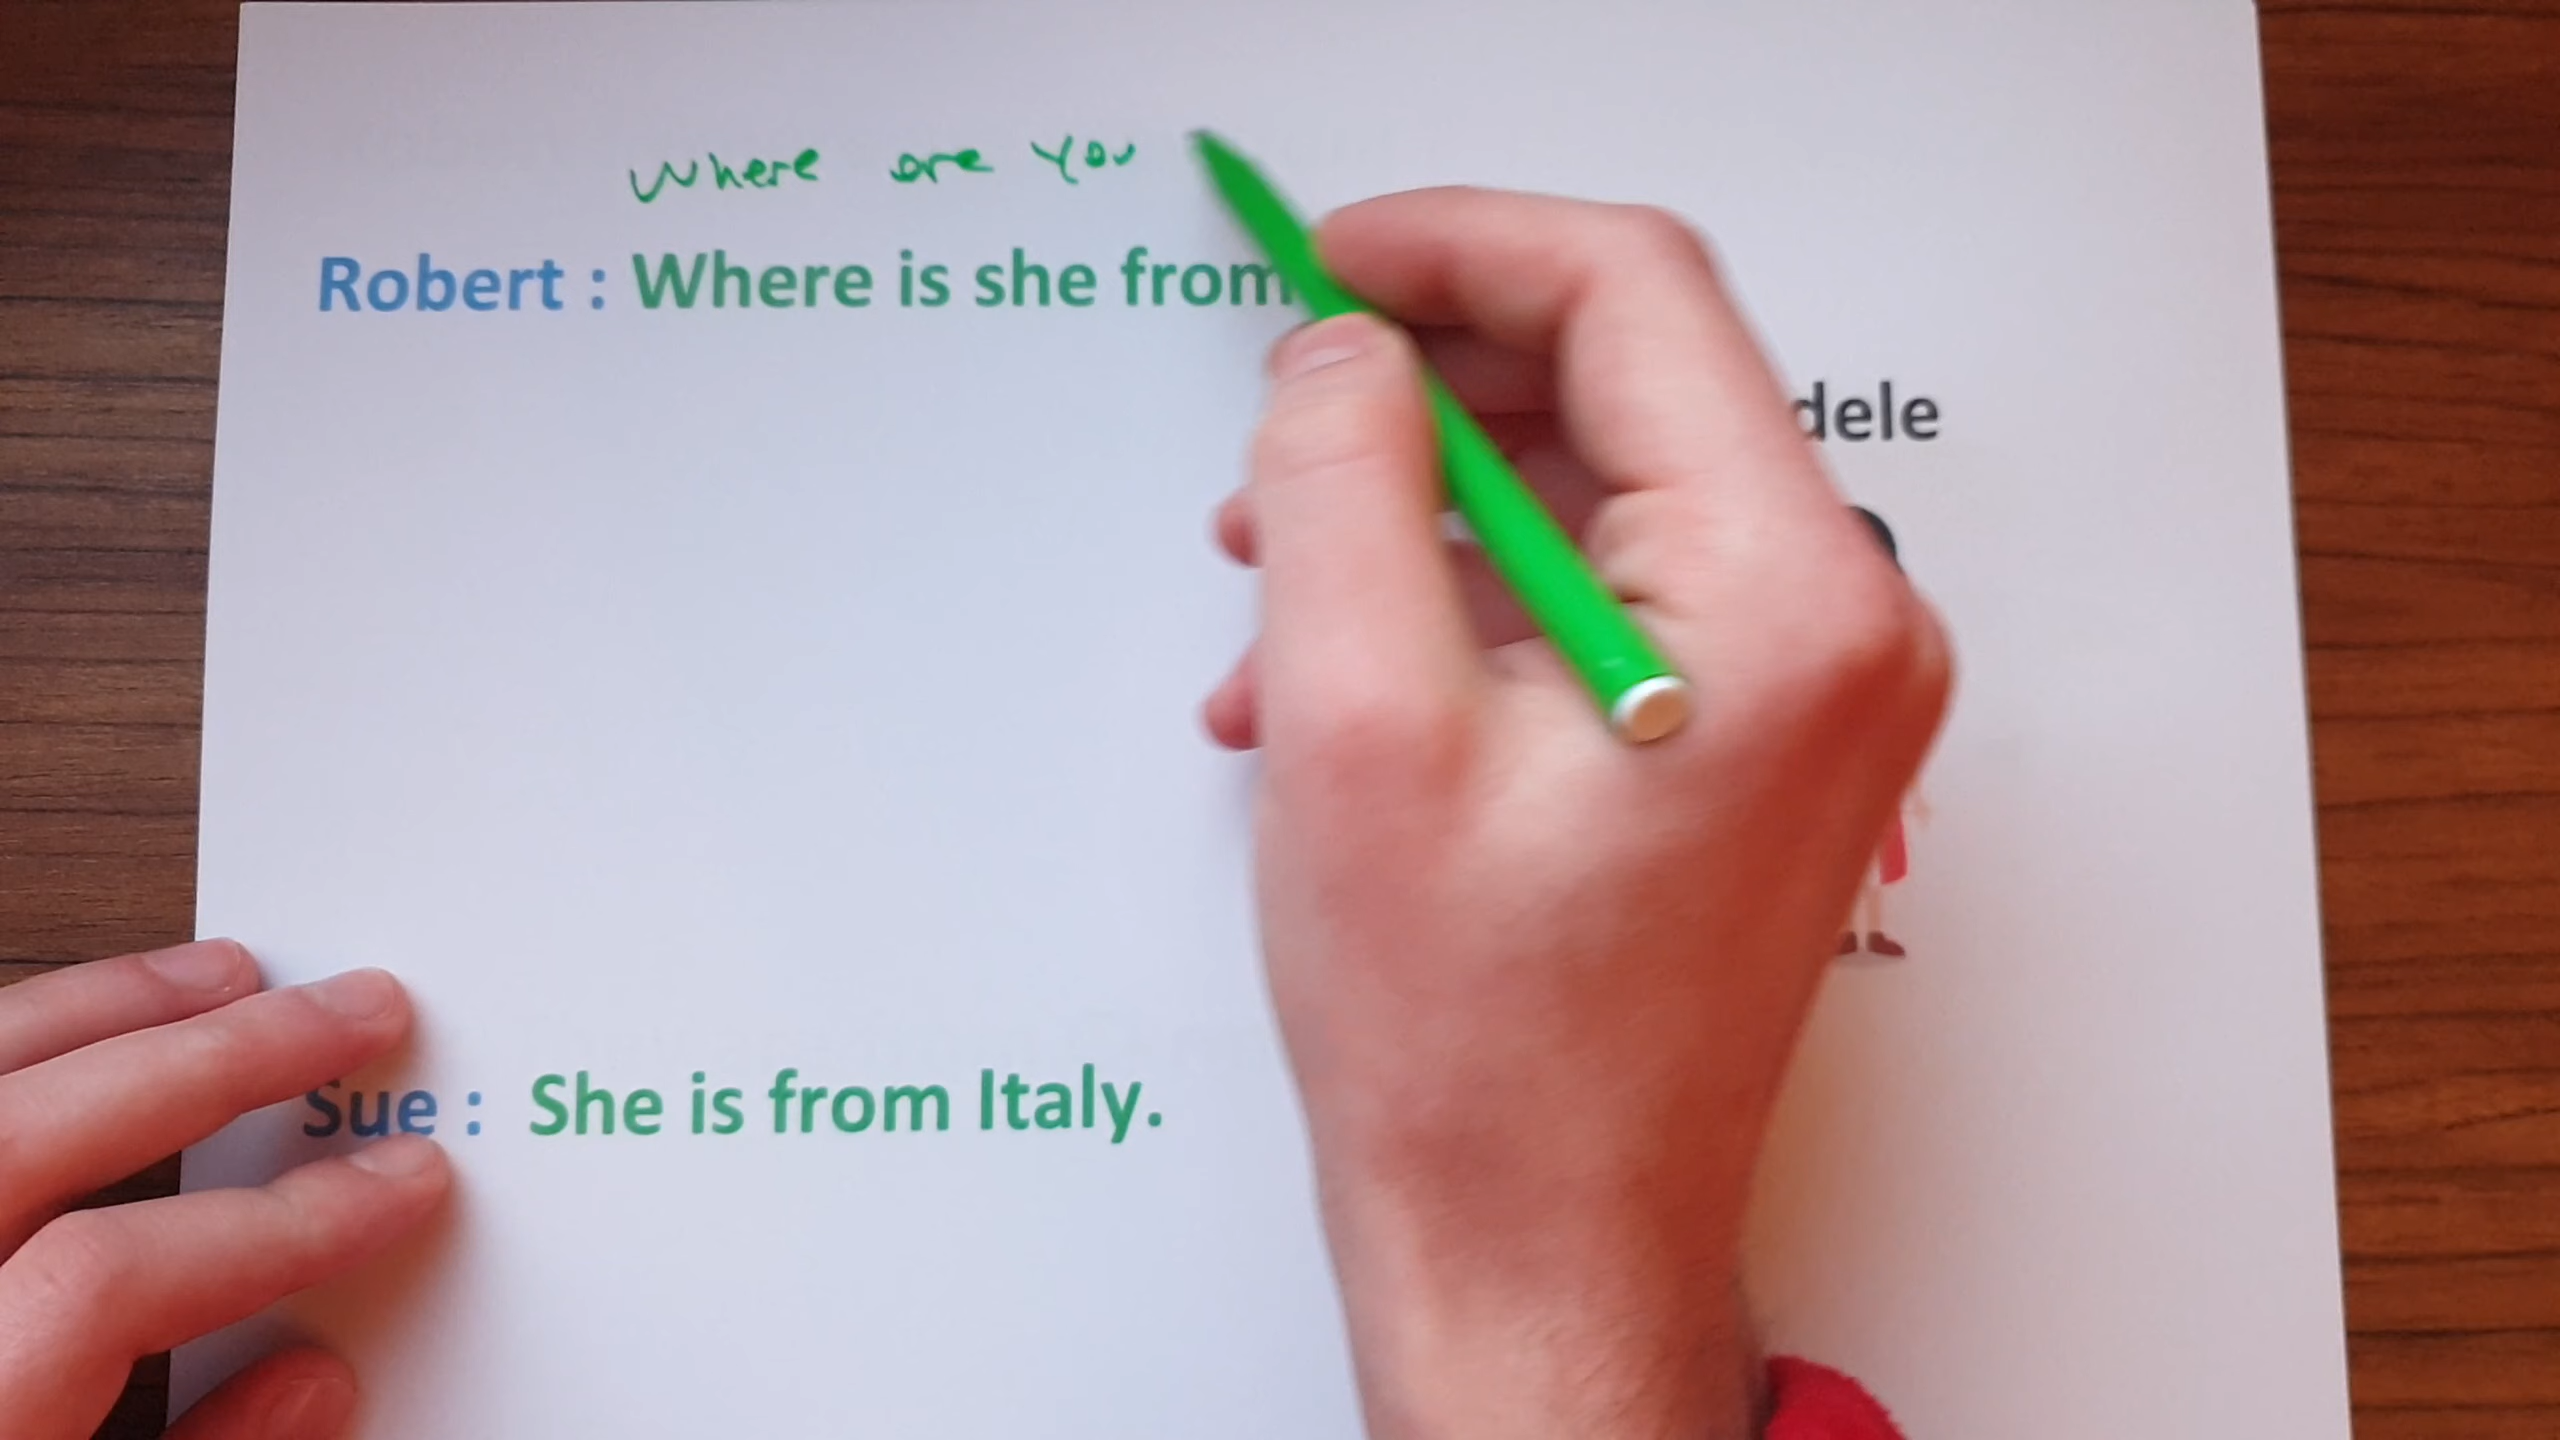 Where are you
Robert : Where is she from
dele
Sue : She is from Italy.